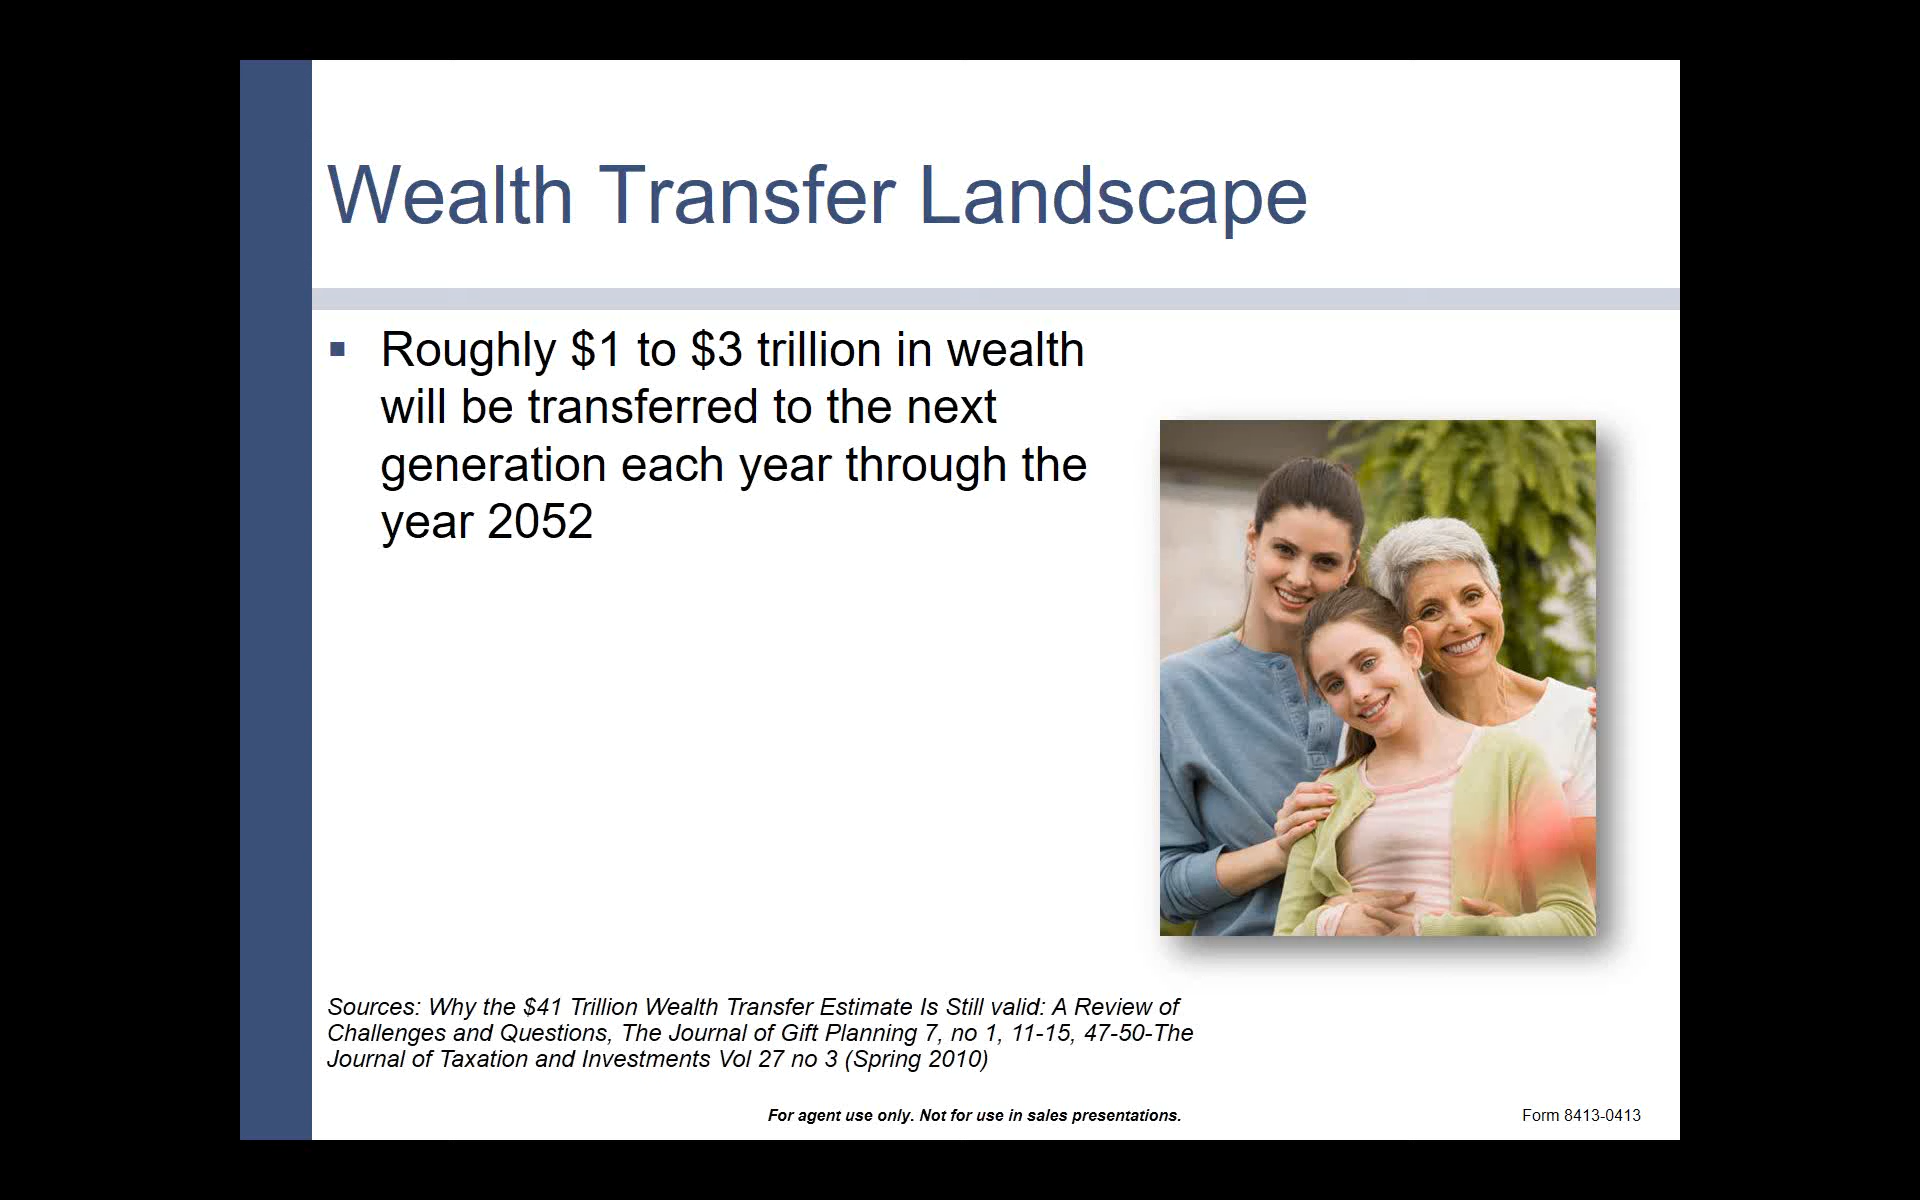 Wealth Transfer Landscape
▪ Roughly $1 to $3 trillion in wealth
will be transferred to the next
generation each year through the
year 2052
Sources: Why the $41 Trillion Wealth Transfer Estimate Is Still valid: A Review of
Challenges and Questions, The Journal of Gift Planning 7, no 1, 11-15, 47-50-The
Journal of Taxation and Investments Vol 27 no 3 (Spring 2010)
For agent use only. Not for use in sales presentations.
Form 8413-0413